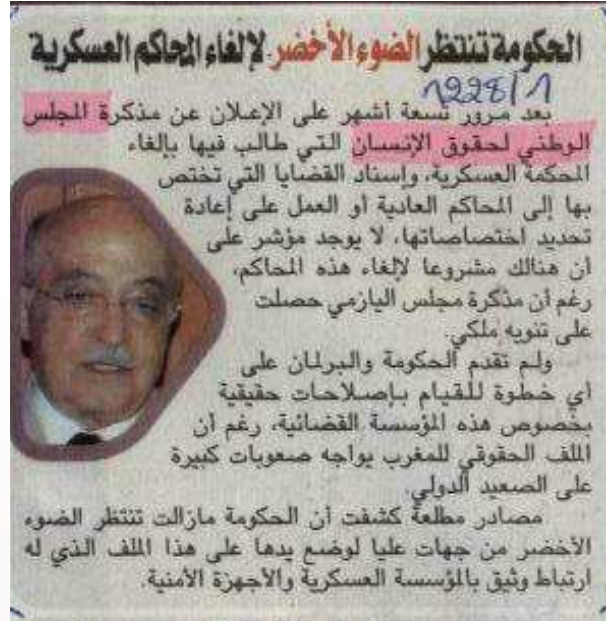 الحكومة تنتظر الضوء الأخضر لإلغاء المحاكم العسكرية
1228/1
بعد مرور تسعة أشهر على الإعلان عن مذكرة المجلس
الوطني لحقوق الإنسان التي طالب فيها بإلغاء
المحكمة العسكرية، وإسناد القضايا التي تختص
بها إلى المحاكم العادية أو العمل على إعادة
تحديد اختصاصاتها، لا يوجد مؤشر على
أن هنالك مشروعا لإلغاء هذه المحاكم،
رغم أن مذكرة مجلس اليازمي حصلت
على تنويه ملكي.
ولم تقدم الحكومة والبرلمان على
أي خطوة للقيام بإصلاحات حقيقية
بخصوص هذه المؤسسة القضائية، رغم أن
الملف الحقوقي للمغرب يواجه صعوبات كبيرة
على الصعيد الدولي.
مصادر مطلعة كشفت أن الحكومة مازالت تنتظر الضوء
الأخضر من جهات عليا لوضع يدها على هذا الملف الذي له
ارتباط وثيق بالمؤسسة العسكرية والأجهزة الأمنية.